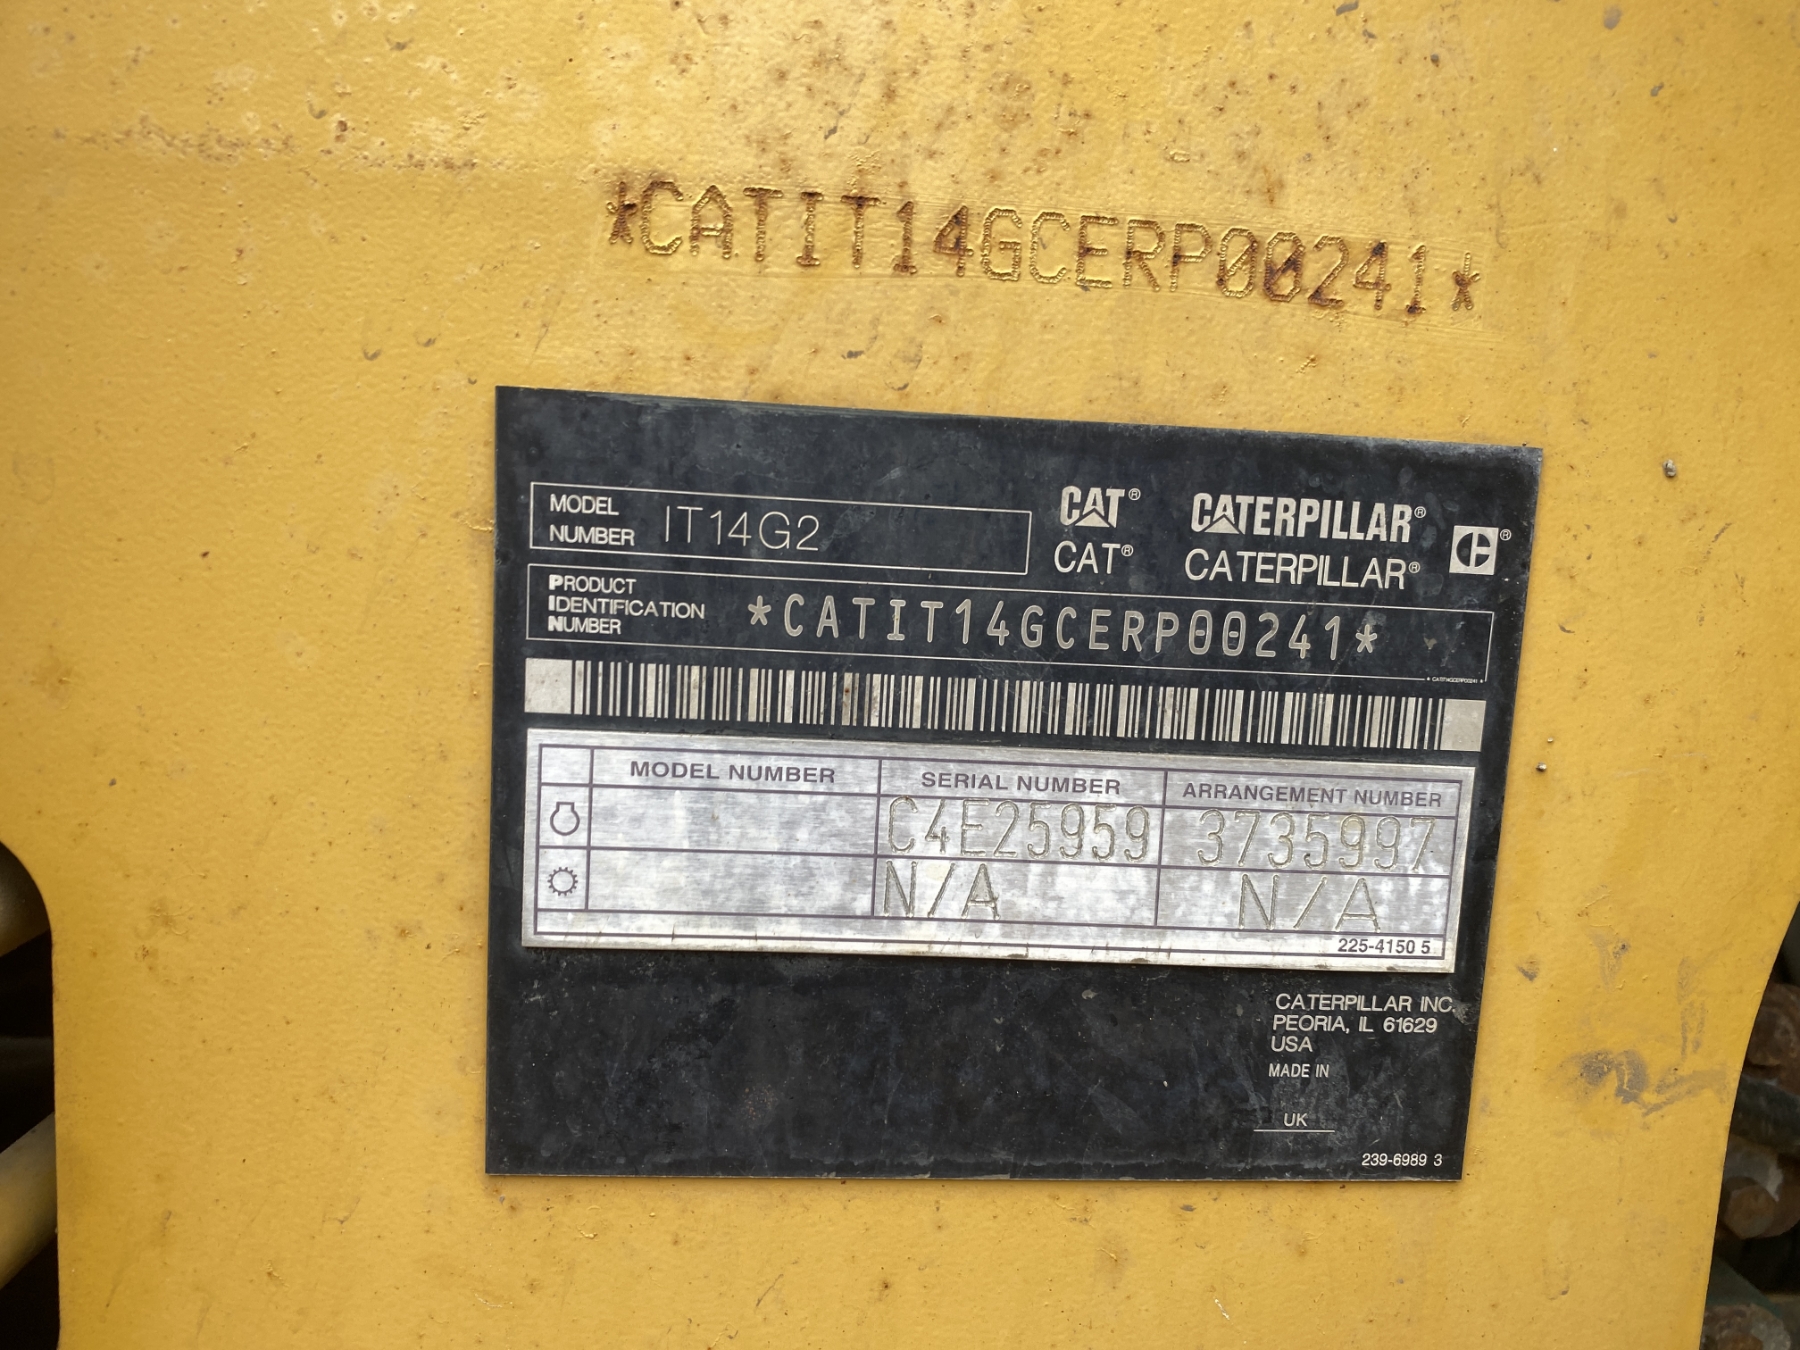 *CATIT14GCERP00241*
MODEL NUMBER IT14G2
CAT® CATERPILLAR®
CAT® CATERPILLAR®
C®
PRODUCT IDENTIFICATION NUMBER *CATIT14GCERP00241*
* CATIT14GCERP00241 *
MODEL NUMBER SERIAL NUMBER ARRANGEMENT NUMBER
C4E25959 3735997
N/A N/A
225-4150 5
CATERPILLAR INC.
PEORIA, IL 61629
USA
MADE IN
UK
239-6989 3